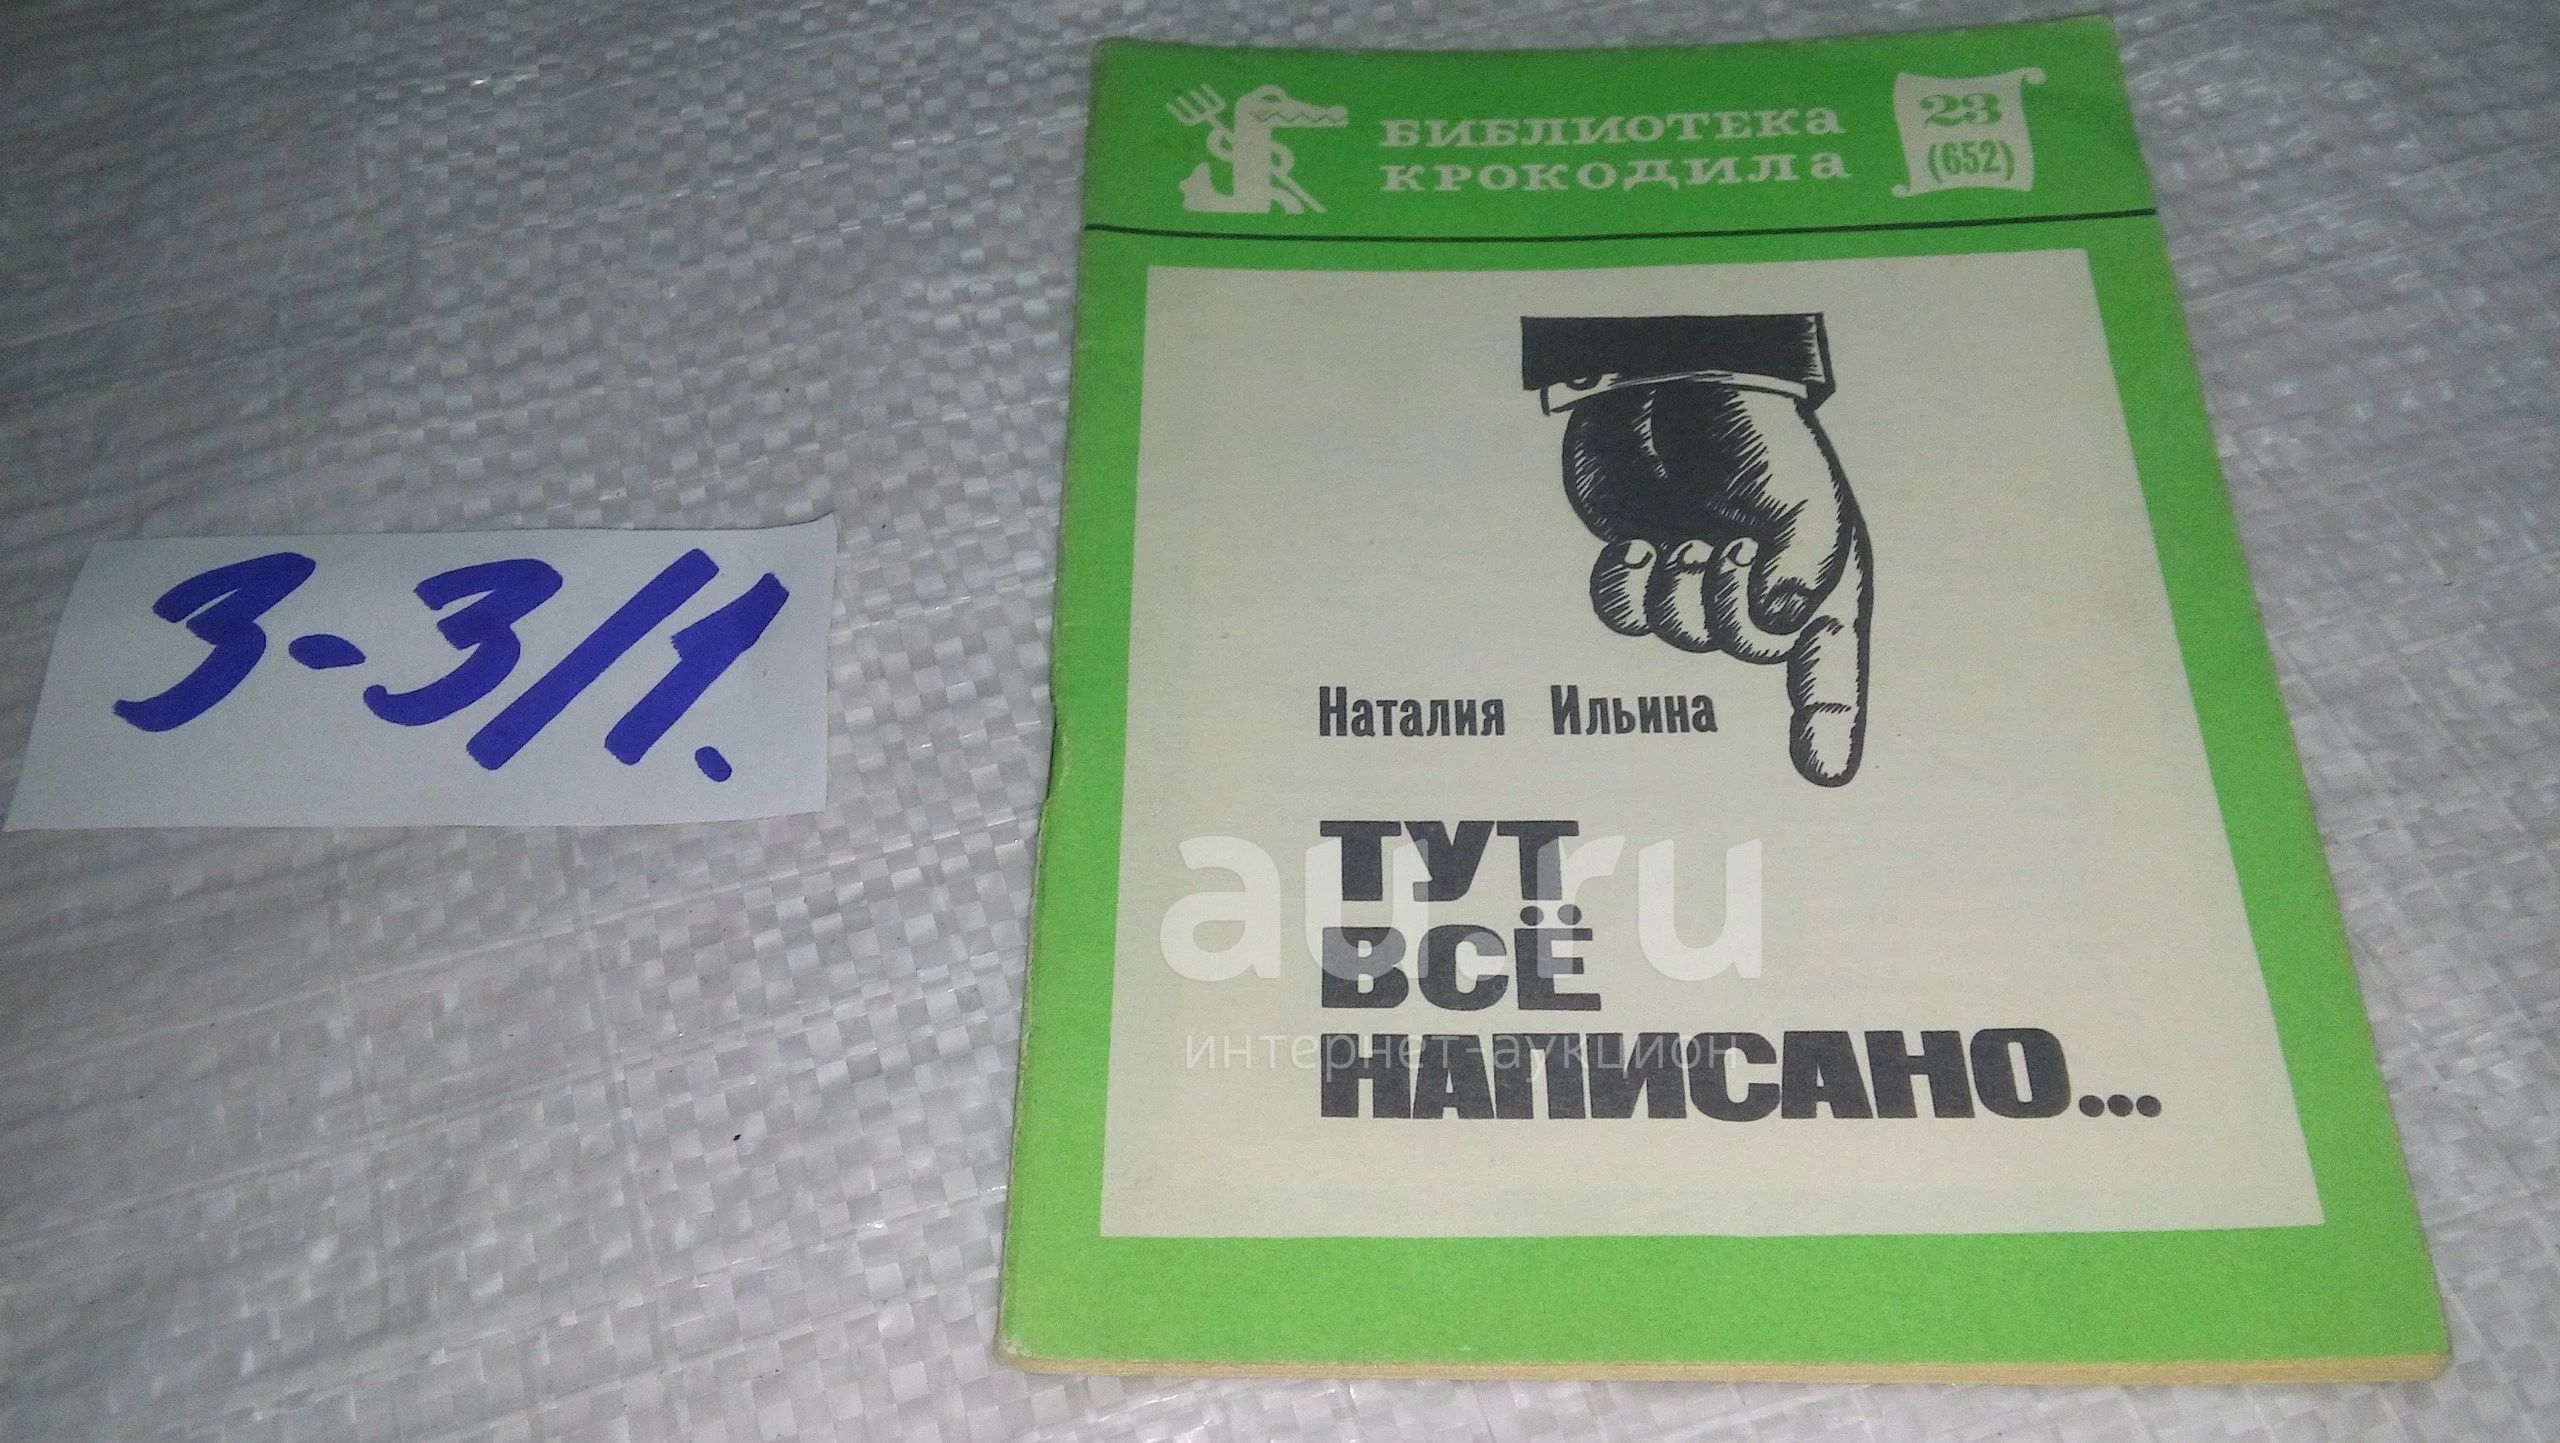 3-3/1.
БИБЛИОТЕКА
КРОКОДИЛА
23
(652)
Наталия Ильина
ТУТ
ВСЁ
НАПИСАНО...
au.ru
интернет-аукцион